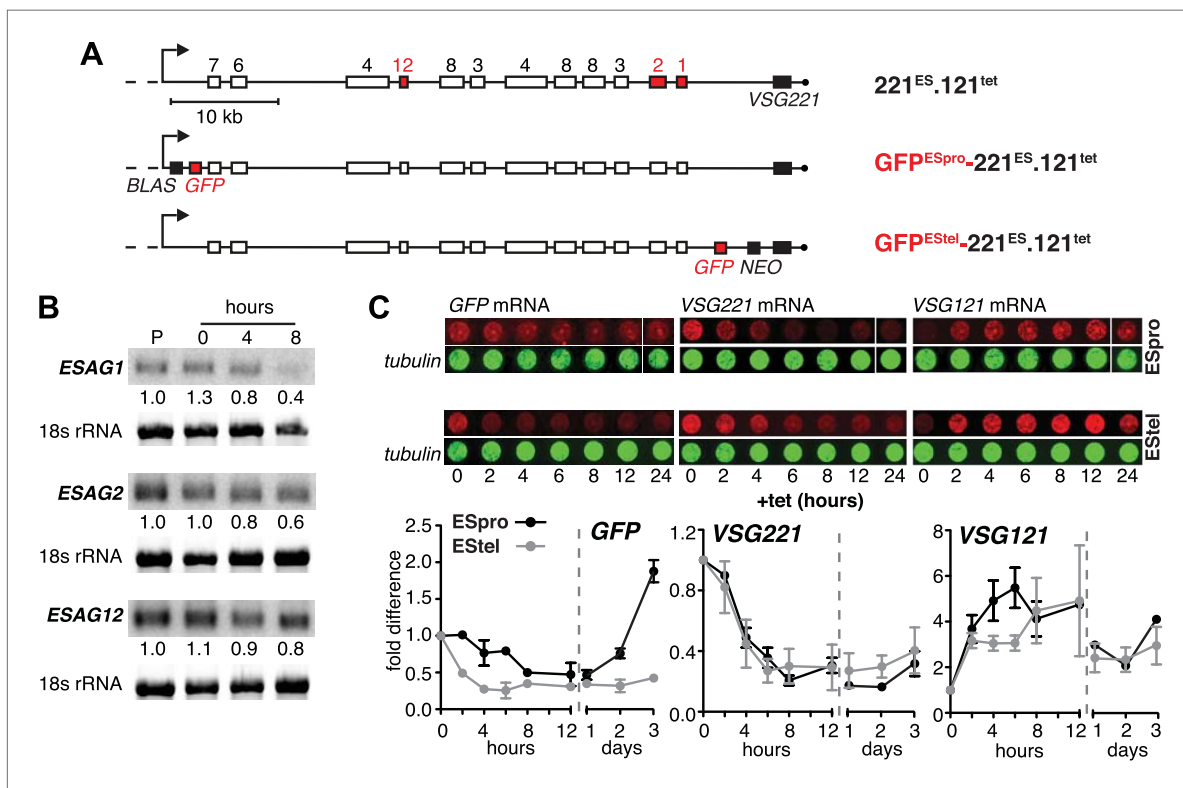 A
7 6 4 12 8 3 4 8 8 3 2 1
VSG221
221ES.121tet
10 kb
BLAS GFP
GFPESpro-221ES.121tet
GFP NEO
GFPEStel-221ES.121tet
B
hours
P 0 4 8
ESAG1
1.0 1.3 0.8 0.4
18s rRNA
ESAG2
1.0 1.0 0.8 0.6
18s rRNA
ESAG12
1.0 1.1 0.9 0.8
18s rRNA
C
GFP mRNA VSG221 mRNA VSG121 mRNA
tubulin
ESpro
tubulin
EStel
0 2 4 6 8 12 24 0 2 4 6 8 12 24 0 2 4 6 8 12 24
+tet (hours)
fold difference
2.5
2.0
1.5
1.0
0.5
0.0
ESpro
EStel
GFP
0 4 8 12 1 2 3
hours days
1.2
0.9
0.6
0.3
0.0
VSG221
0 4 8 12 1 2 3
hours days
8
6
4
2
0
VSG121
0 4 8 12 1 2 3
hours days